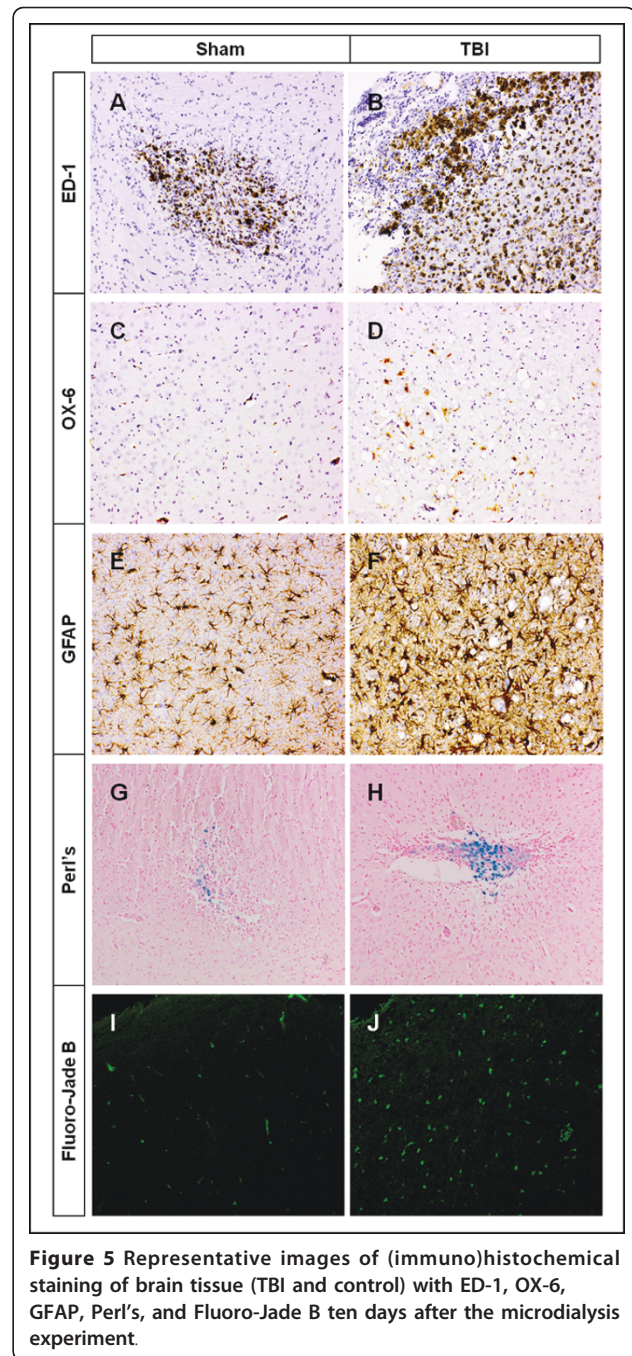 Sham TBI
ED-1
A B
OX-6
C D
GFAP
E F
Perl's
G H
Fluoro-Jade B
I J
Figure 5 Representative images of (immuno)histochemical
staining of brain tissue (TBI and control) with ED-1, OX-6,
GFAP, Perl's, and Fluoro-Jade B ten days after the microdialysis
experiment.